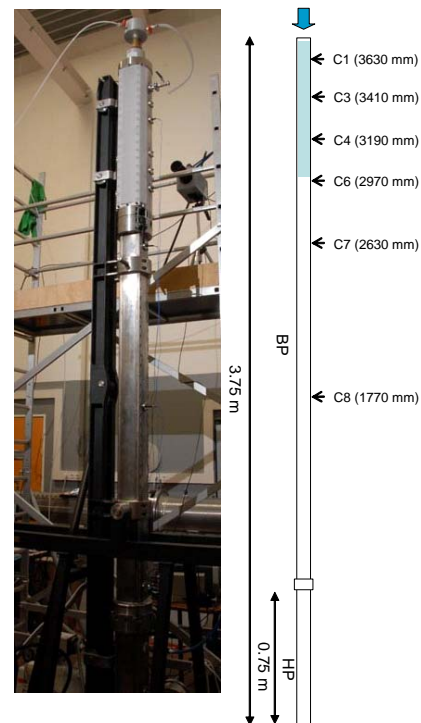 C1 (3630 mm)
C3 (3410 mm)
C4 (3190 mm)
C6 (2970 mm)
C7 (2630 mm)
BP
3.75 m
C8 (1770 mm)
0.75 m
HP